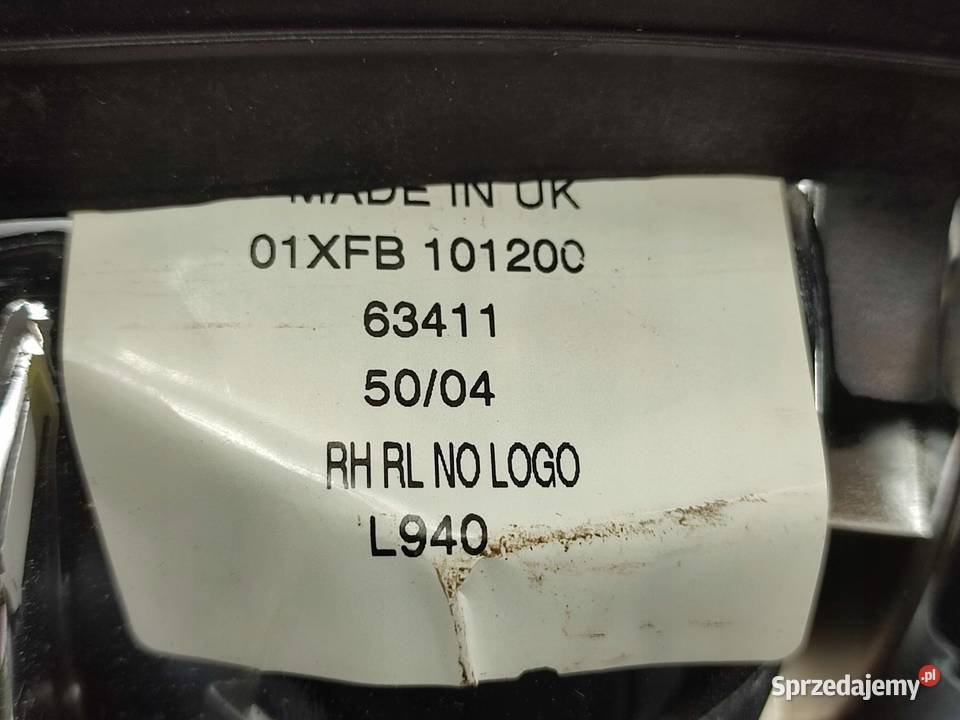 MADE IN UK
01XFB 101200
63411
50/04
RH RL NO LOGO
L940
Sprzedajemy.pl